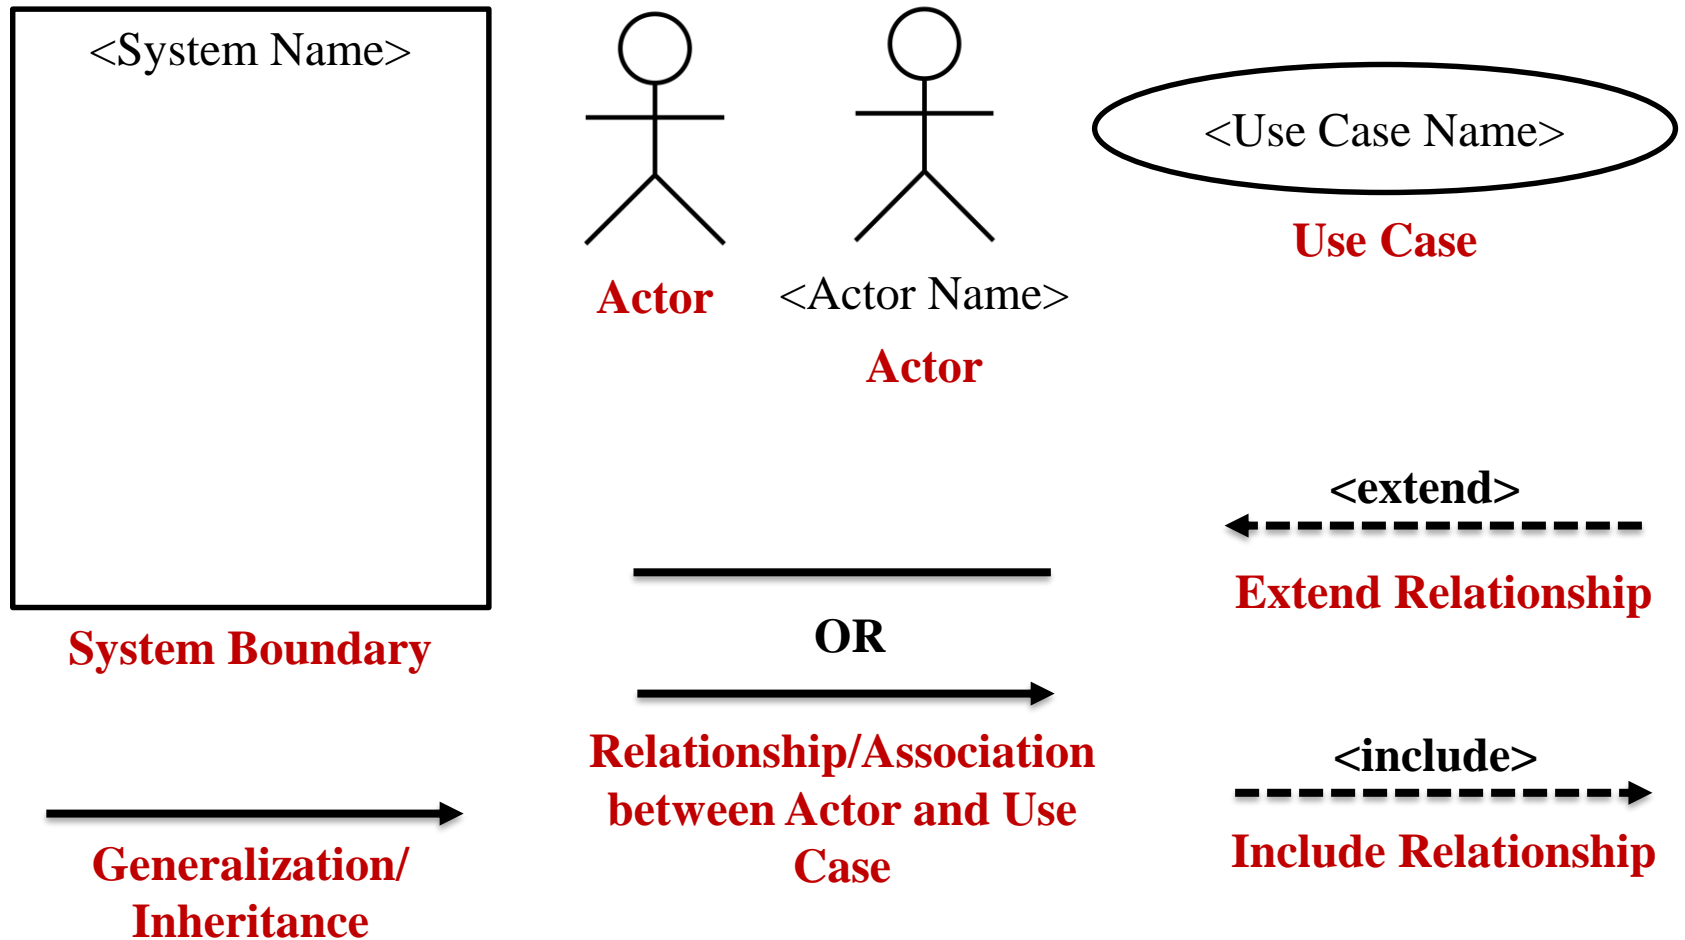 <System Name>
System Boundary
Actor
<Actor Name>
Actor
<Use Case Name>
Use Case
<extend>
Extend Relationship
OR
Relationship/Association
between Actor and Use
Case
<include>
Include Relationship
Generalization/
Inheritance